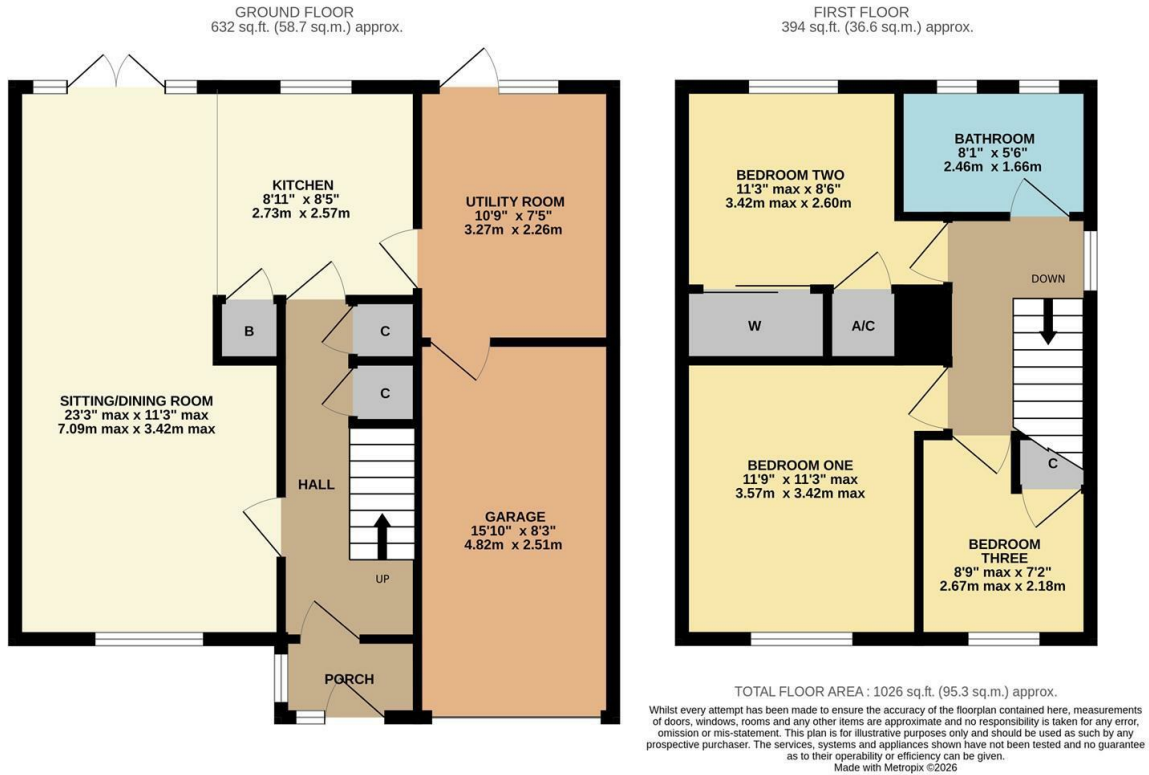 GROUND FLOOR
632 sq.ft. (58.7 sq.m.) approx.
FIRST FLOOR
394 sq.ft. (36.6 sq.m.) approx.
KITCHEN
8'11" x 8'5"
2.73m x 2.57m
UTILITY ROOM
10'9" x 7'5"
3.27m x 2.26m
B
C
C
SITTING/DINING ROOM
23'3" max x 11'3" max
7.09m max x 3.42m max
HALL
GARAGE
15'10" x 8'3"
4.82m x 2.51m
UP
PORCH
BATHROOM
8'1" x 5'6"
2.46m x 1.66m
BEDROOM TWO
11'3" max x 8'6"
3.42m max x 2.60m
DOWN
W
A/C
BEDROOM ONE
11'9" x 11'3" max
3.57m x 3.42m max
C
BEDROOM
THREE
8'9" max x 7'2"
2.67m max x 2.18m
TOTAL FLOOR AREA : 1026 sq.ft. (95.3 sq.m.) approx.
Whilst every attempt has been made to ensure the accuracy of the floorplan contained here, measurements
of doors, windows, rooms and any other items are approximate and no responsibility is taken for any error,
omission or mis-statement. This plan is for illustrative purposes only and should be used as such by any
prospective purchaser. The services, systems and appliances shown have not been tested and no guarantee
as to their operability or efficiency can be given.
Made with Metropix ©2026